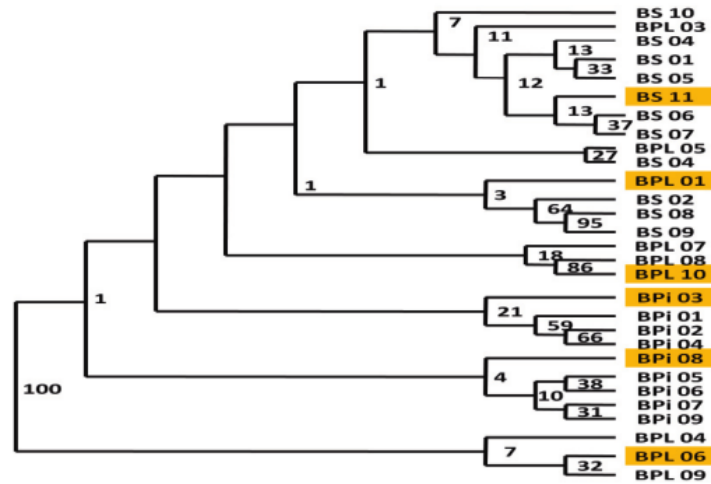 BS 10
7
BPL 03
11
BS 04
13
BS 01
33
BS 05
1
12
BS 11
13
BS 06
37
BS 07
BPL 05
27
BS 04
BPL 01
1
3
BS 02
64
BS 08
95
BS 09
BPL 07
18
BPL 08
86
BPL 10
1
BPi 03
21
BPi 01
59
BPi 02
66
BPi 04
BPi 08
4
BPi 05
100
38
BPi 06
10
BPi 07
31
BPi 09
BPL 04
7
BPL 06
32
BPL 09